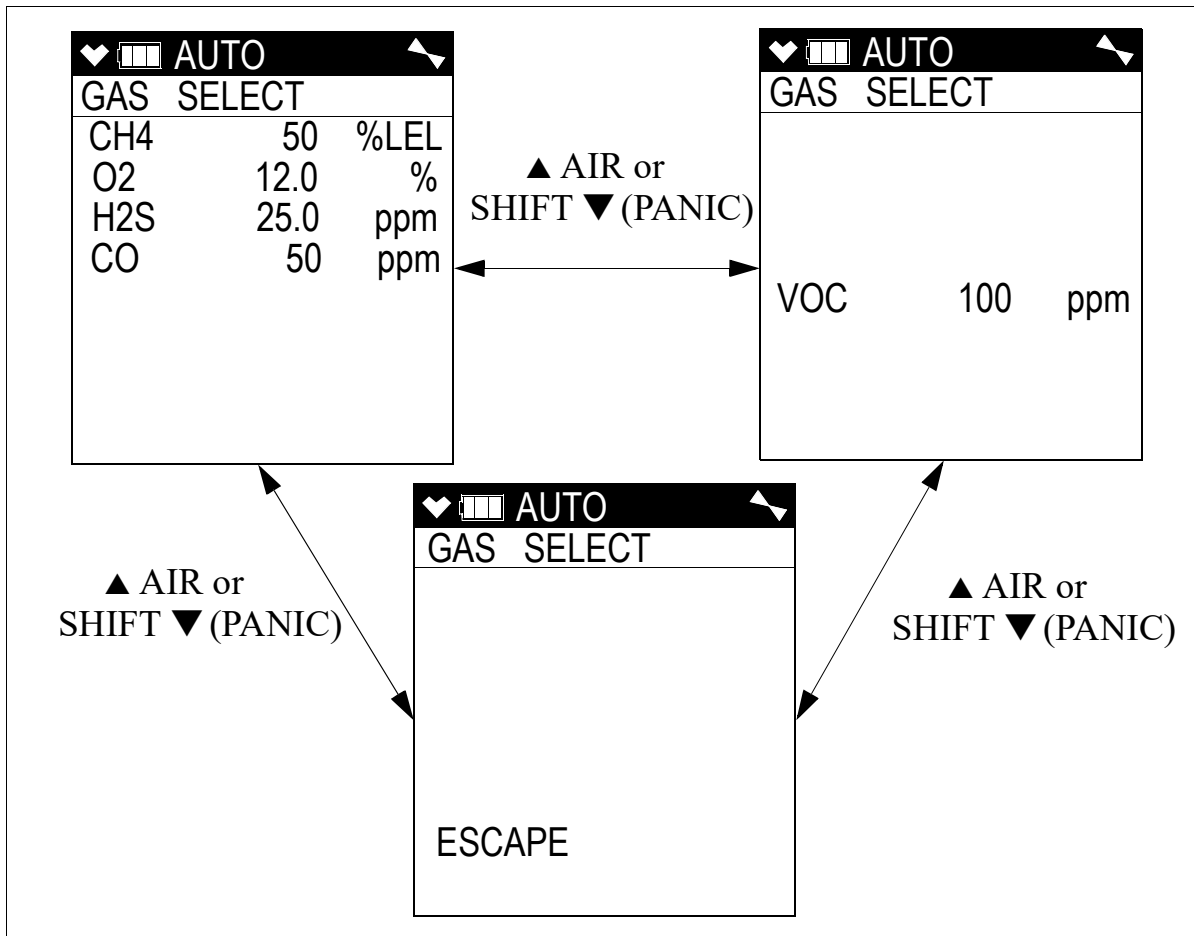 AUTO
GAS SELECT
CH4 50 %LEL
O2 12.0 %
H2S 25.0 ppm
CO 50 ppm
▲ AIR or
SHIFT ▼ (PANIC)
AUTO
GAS SELECT
VOC 100 ppm
▲ AIR or
SHIFT ▼ (PANIC)
AUTO
GAS SELECT
ESCAPE
▲ AIR or
SHIFT ▼ (PANIC)